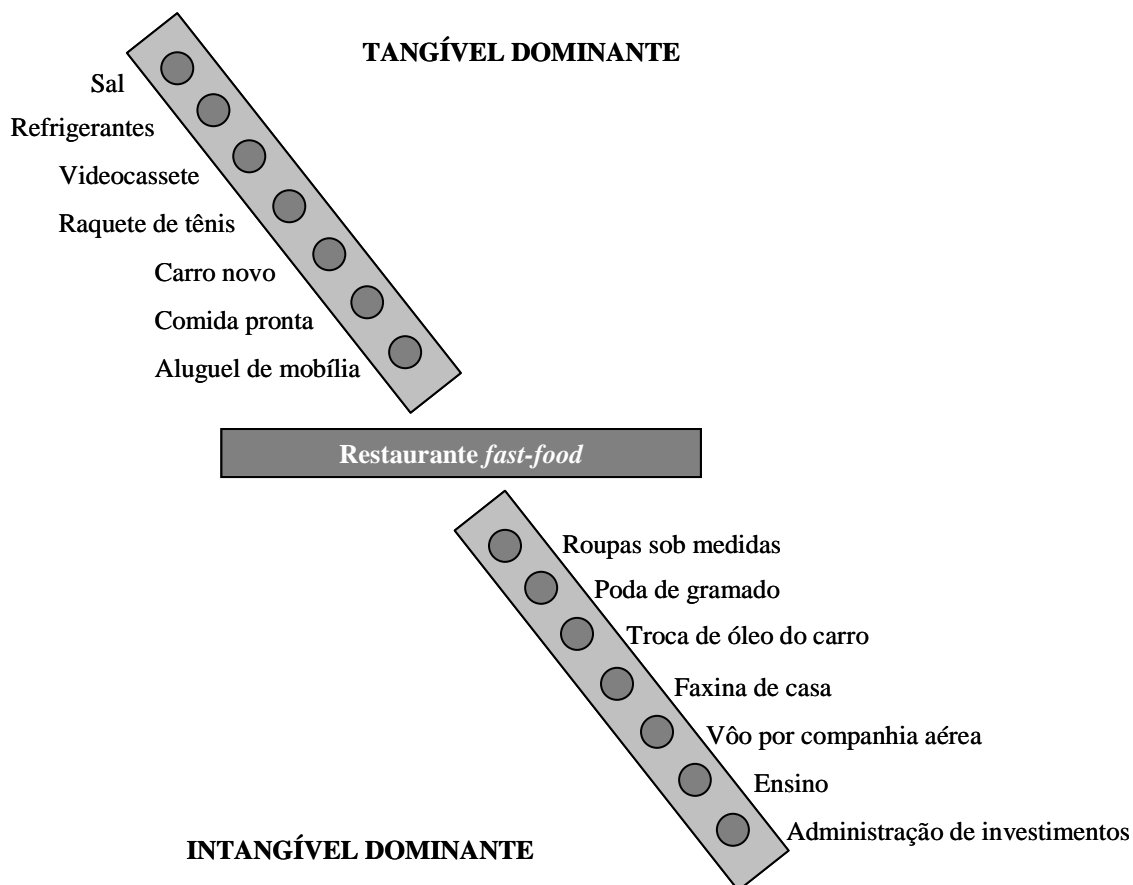 TANGÍVEL DOMINANTE
Sal
Refrigerantes
Videocassete
Raquete de tênis
Carro novo
Comida pronta
Aluguel de mobília
Restaurante fast-food
Roupas sob medidas
Poda de gramado
Troca de óleo do carro
Faxina de casa
Vôo por companhia aérea
Ensino
Administração de investimentos
INTANGÍVEL DOMINANTE